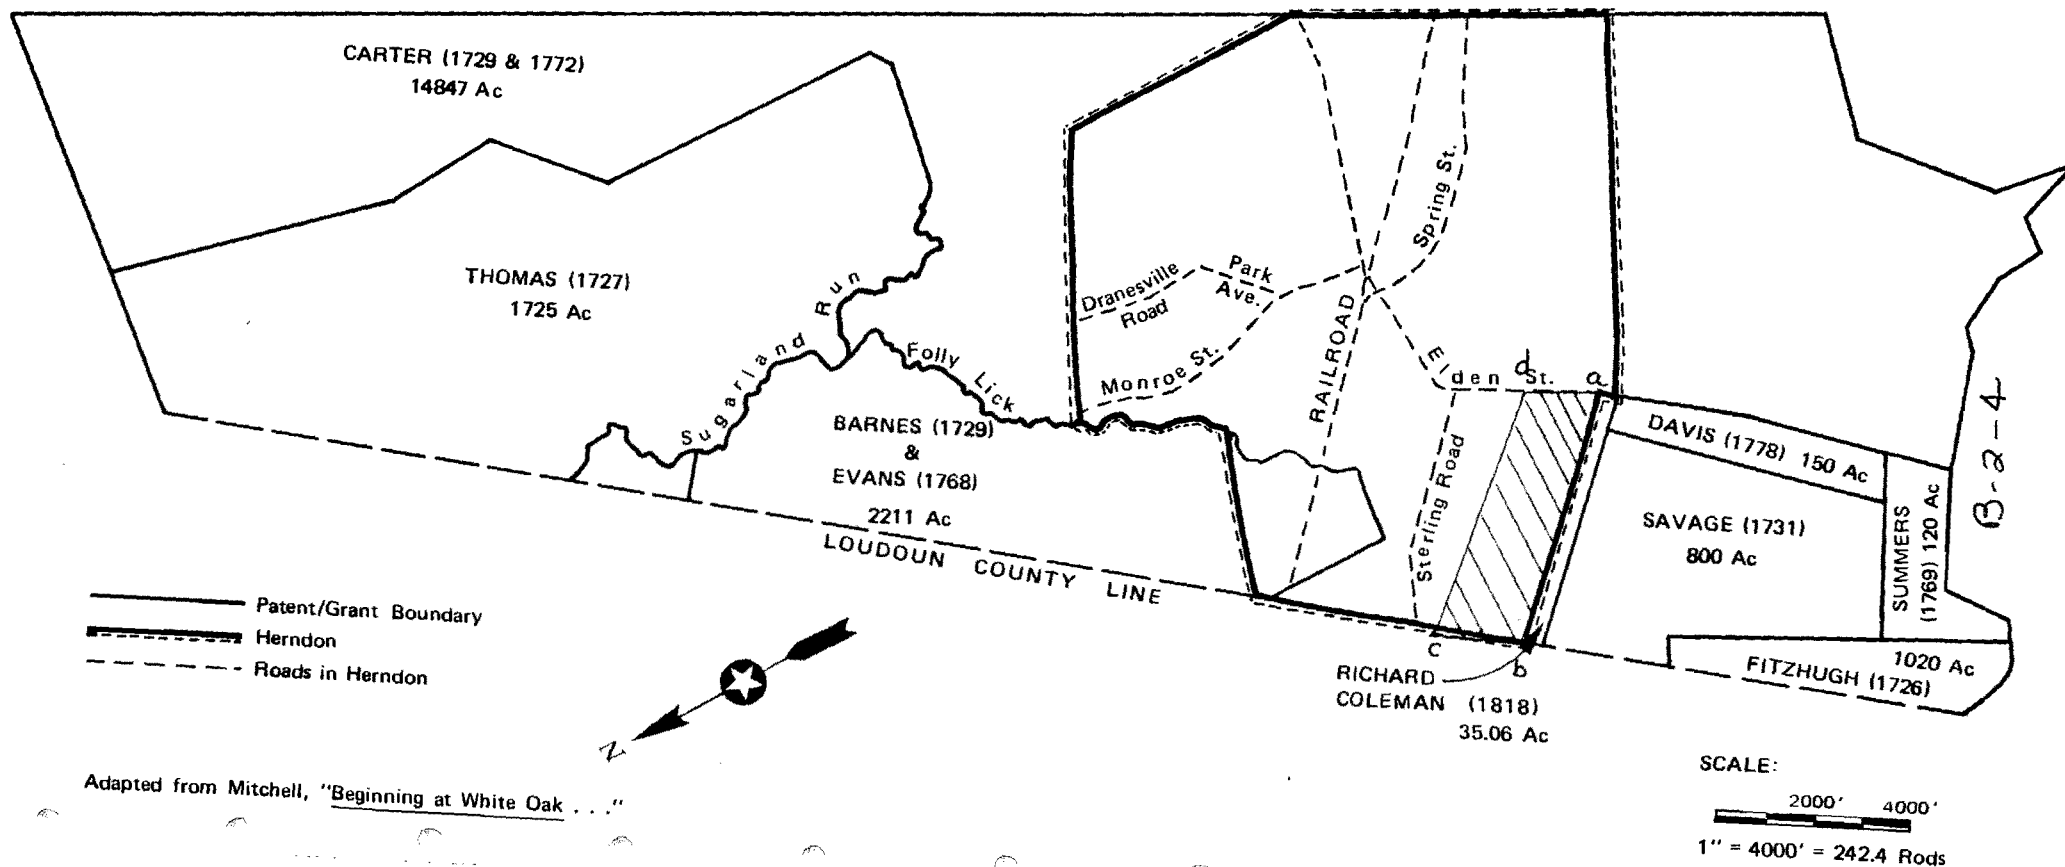 CARTER (1729 & 1772)
14847 Ac
THOMAS (1727)
1725 Ac
Sugarland Run
Folly Lick
BARNES (1729)
&
EVANS (1768)
2211 Ac
LOUDOUN COUNTY LINE
Dranesville
Road
Park
Ave.
Monroe St.
RAILROAD
Spring St.
Elden St.
Sterling Road
d
a
c
b
DAVIS (1778) 150 Ac
SAVAGE (1731)
800 Ac
SUMMERS
(1769) 120 Ac
B-2-4
1020 Ac
FITZHUGH (1726)
RICHARD
COLEMAN (1818)
35.06 Ac
Patent/Grant Boundary
Herndon
Roads in Herndon
N
Adapted from Mitchell, "Beginning at White Oak . . ."
SCALE:
2000' 4000'
1" = 4000' = 242.4 Rods